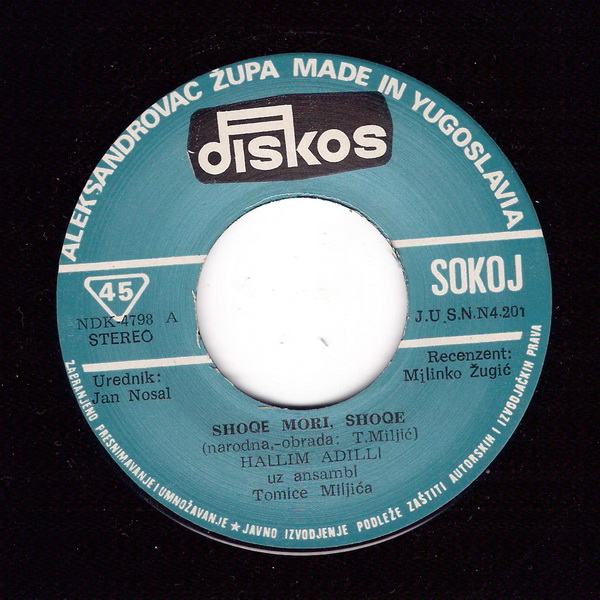 ALEKSANDROVAC ŽUPA MADE IN YUGOSLAVIA
diskos
45
SOKOJ
NDK-4798 A
STEREO
J.U.S.N.N4.201
Urednik:
Jan Nosal
Recenzent:
Milinko Žugić
SHOQE MORI, SHOQE
(narodna,-obrada: T.Miljić)
HALLIM ADILLI
uz ansambl
Tomice Miljića
ZABRANJENO PRESNIMAVANJE I UMNOŽAVANJE ★ JAVNO IZVODJENJE PODLEŽE ZAŠTITI AUTORSKIH I IZVODJAČKIH PRAVA